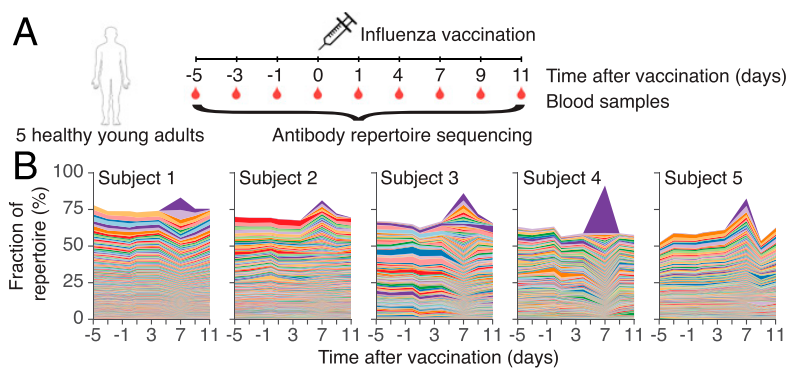 A
Influenza vaccination
-5 -3 -1 0 1 4 7 9 11 Time after vaccination (days)
Blood samples
5 healthy young adults Antibody repertoire sequencing
B
Fraction of repertoire (%)
100
75
50
25
0
Subject 1 Subject 2 Subject 3 Subject 4 Subject 5
-5 -1 3 7 11 -5 -1 3 7 11 -5 -1 3 7 11 -5 -1 3 7 11 -5 -1 3 7 11
Time after vaccination (days)